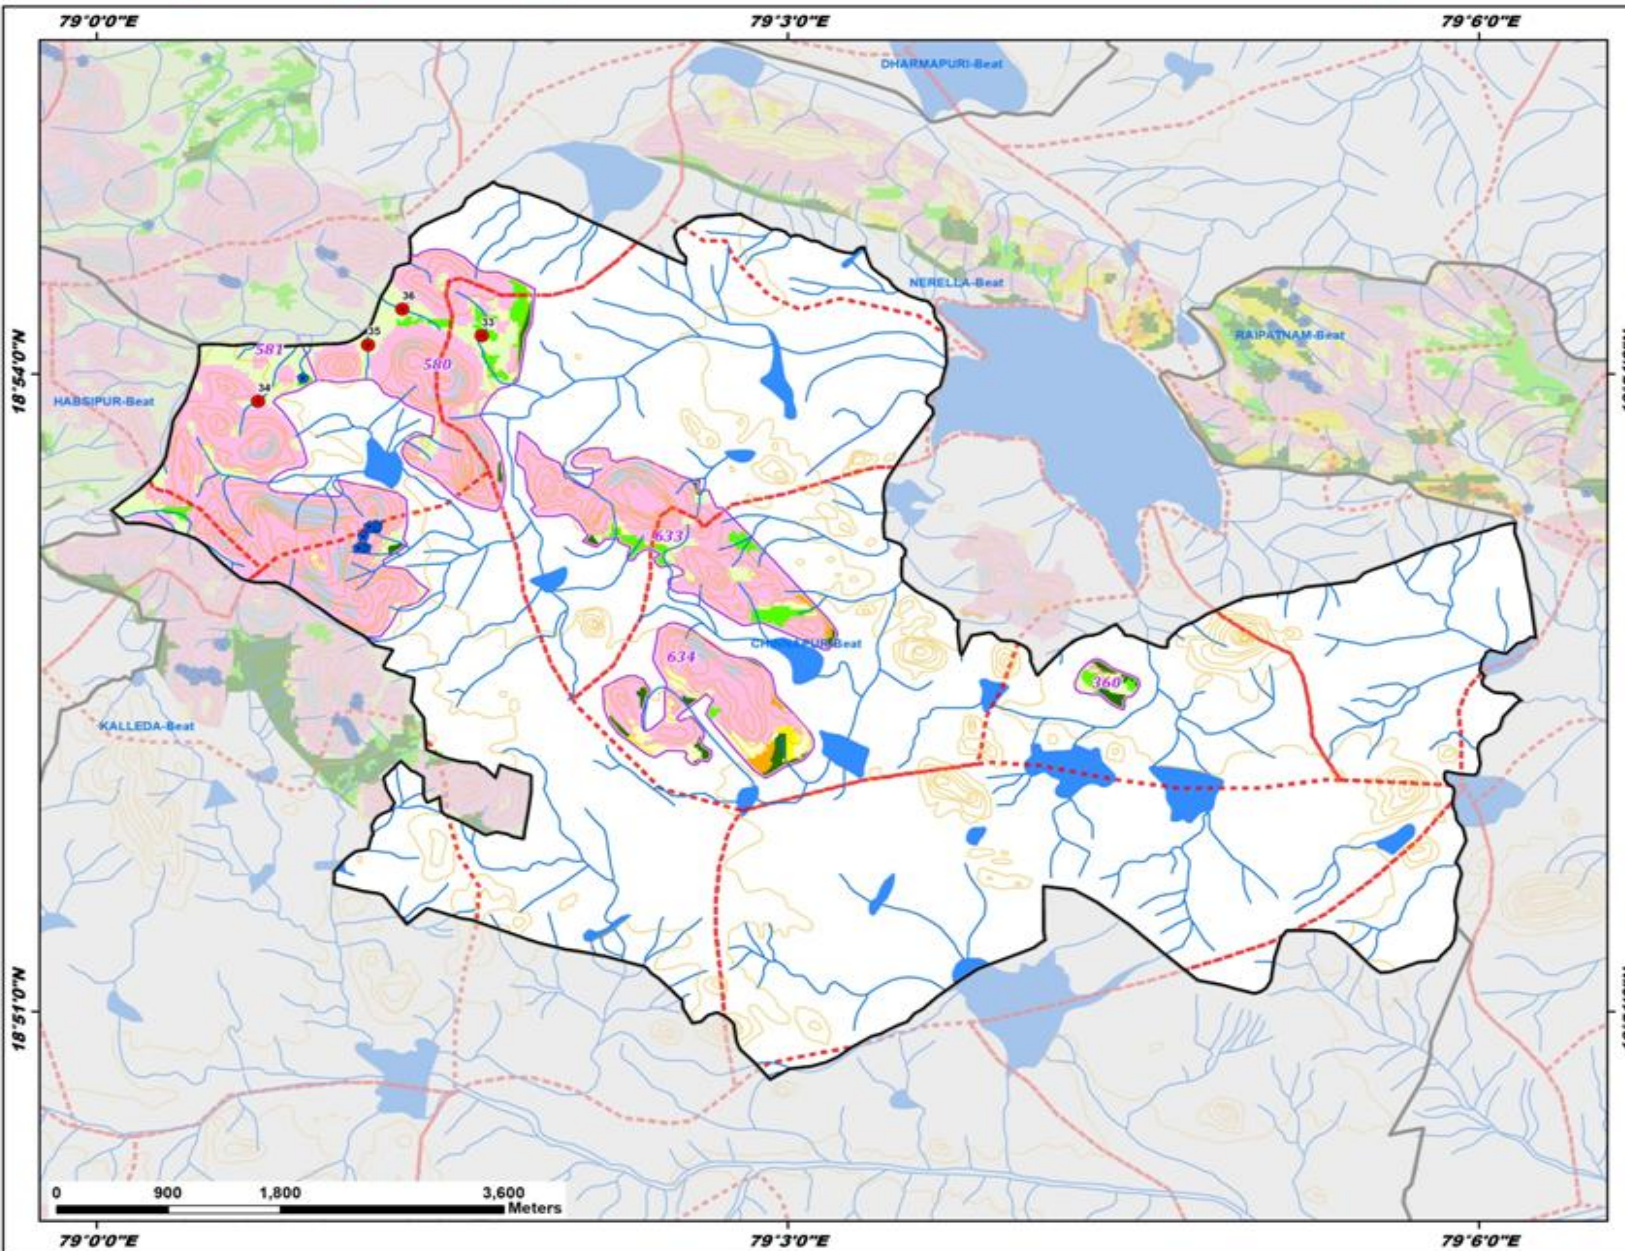 79°0'0"E 79°3'0"E 79°6'0"E
DHARMAPURI-Beat
NERELLA-Beat
36
33
35
581
580
RAIPATNAM-Beat
18°54'0"N
34
HABSIPUR-Beat
633
CHINNAPUR-Beat
634
360
KALLEDA-Beat
18°51'0"N
0 900 1,800 3,600
Meters
79°0'0"E 79°3'0"E 79°6'0"E